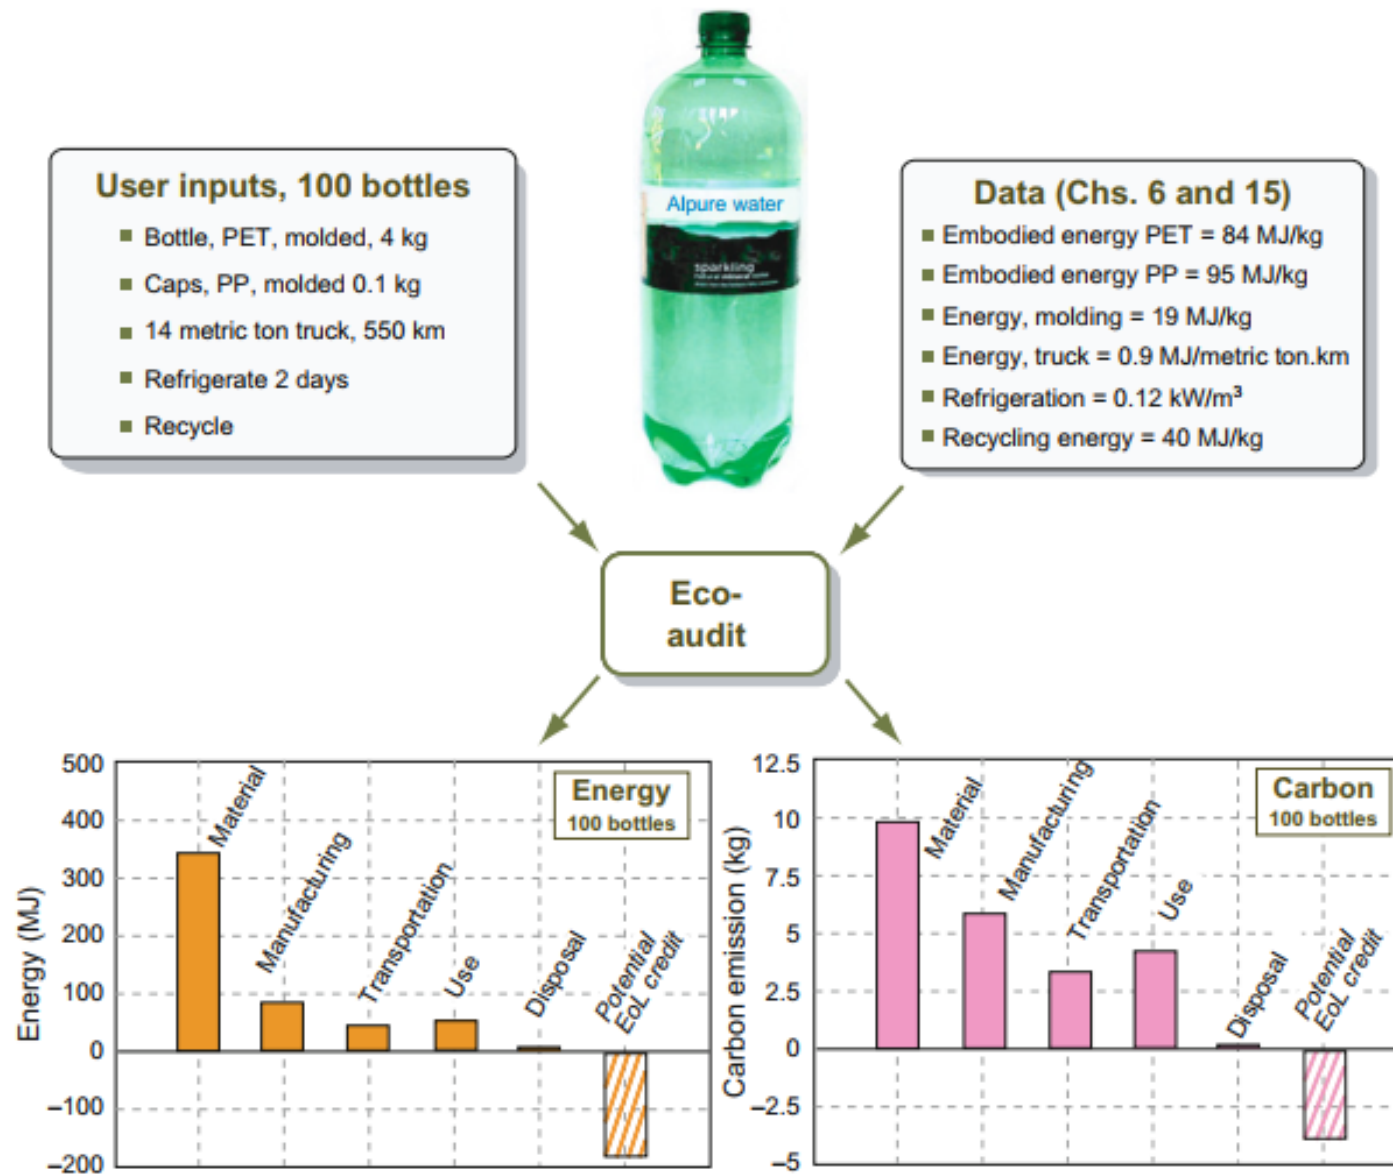 Alpure water
sparkling
User inputs, 100 bottles
Bottle, PET, molded, 4 kg
Caps, PP, molded 0.1 kg
14 metric ton truck, 550 km
Refrigerate 2 days
Recycle
Data (Chs. 6 and 15)
Embodied energy PET = 84 MJ/kg
Embodied energy PP = 95 MJ/kg
Energy, molding = 19 MJ/kg
Energy, truck = 0.9 MJ/metric ton.km
Refrigeration = 0.12 kW/m³
Recycling energy = 40 MJ/kg
Eco-
audit
Energy (MJ)
500
400
300
200
100
0
–100
–200
Energy
100 bottles
Material
Manufacturing
Transportation
Use
Disposal
Potential
EoL credit
Carbon emission (kg)
12.5
10
7.5
5
2.5
0
–2.5
–5
Carbon
100 bottles
Material
Manufacturing
Transportation
Use
Disposal
Potential
EoL credit